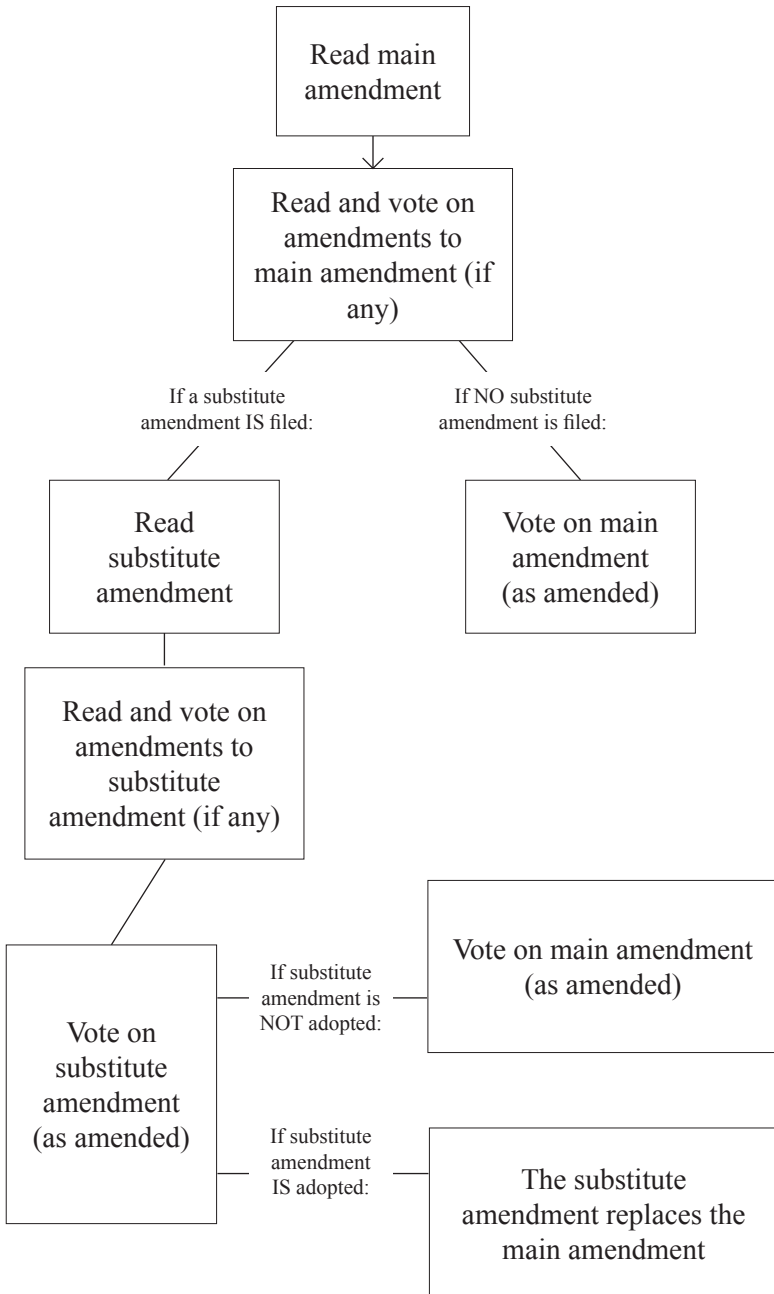 Read main
amendment
Read and vote on
amendments to
main amendment (if
any)
If a substitute
amendment IS filed:
If NO substitute
amendment is filed:
Read
substitute
amendment
Vote on main
amendment
(as amended)
Read and vote on
amendments to
substitute
amendment (if any)
Vote on
substitute
amendment
(as amended)
If substitute
amendment is
NOT adopted:
Vote on main amendment
(as amended)
If substitute
amendment
IS adopted:
The substitute
amendment replaces the
main amendment